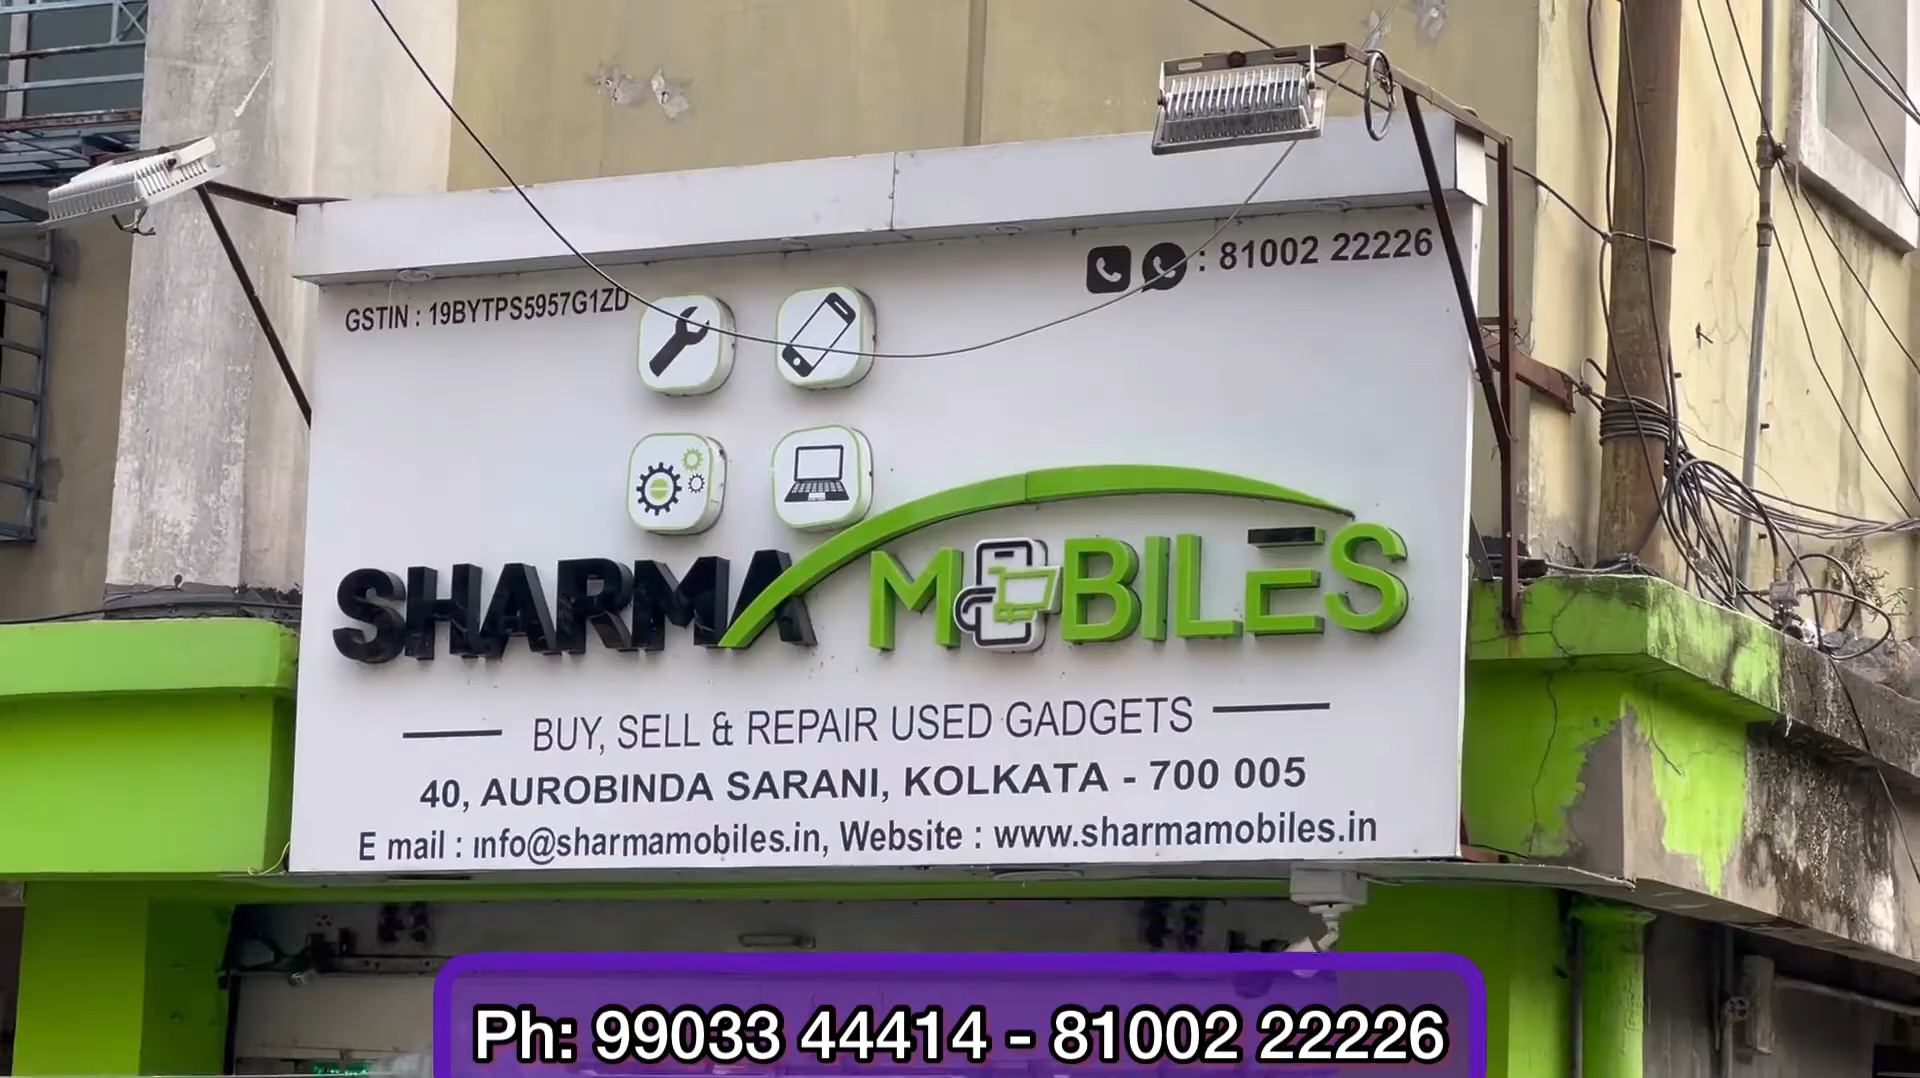 GSTIN : 19BYTPS5957G1ZD
: 81002 22226
SHARMA MOBILES
BUY, SELL & REPAIR USED GADGETS
40, AUROBINDA SARANI, KOLKATA - 700 005
E mail : info@sharmamobiles.in, Website : www.sharmamobiles.in
Ph: 99033 44414 - 81002 22226